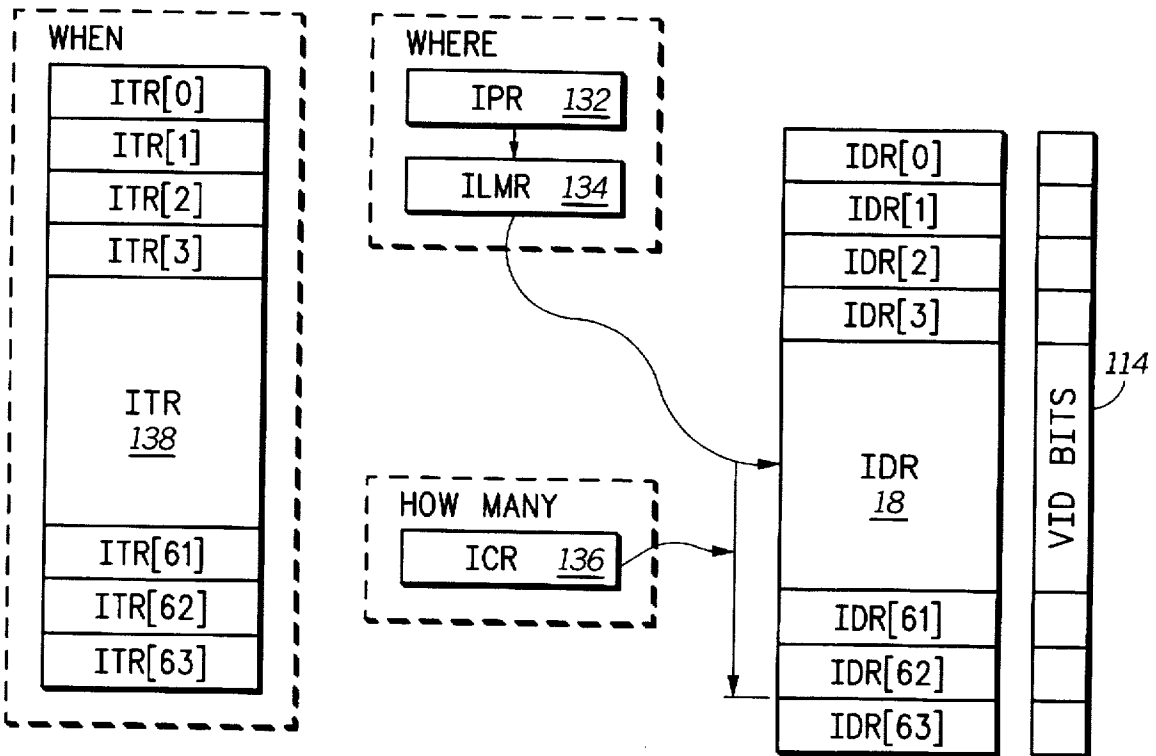 WHEN
ITR[0]
ITR[1]
ITR[2]
ITR[3]
ITR
138
ITR[61]
ITR[62]
ITR[63]
WHERE
IPR 132
ILMR 134
HOW MANY
ICR 136
IDR[0]
IDR[1]
IDR[2]
IDR[3]
IDR
18
IDR[61]
IDR[62]
IDR[63]
VID BITS
114